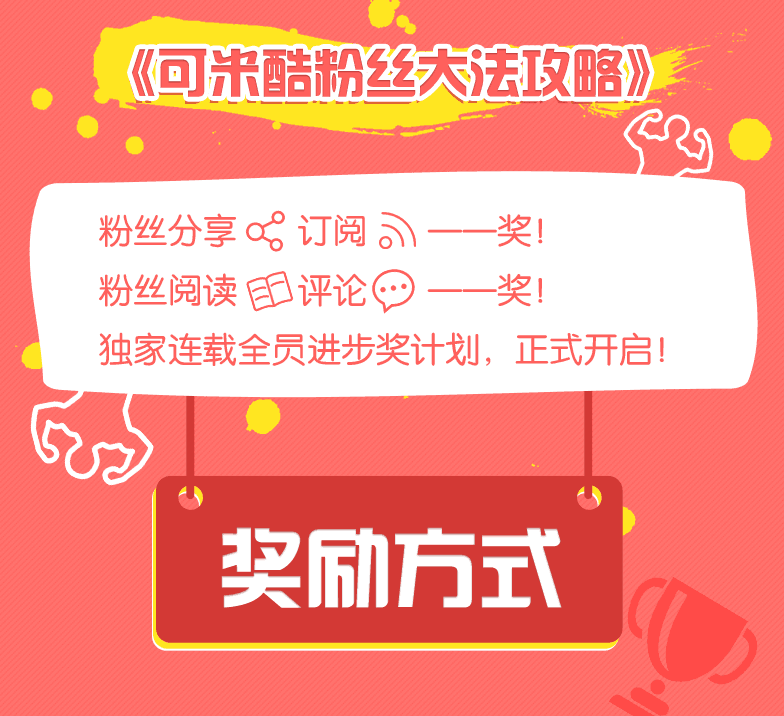 《可米酷粉丝大法攻略》
粉丝分享 订阅 ——奖!
粉丝阅读 评论 ——奖!
独家连载全员进步奖计划，正式开启!
奖励方式